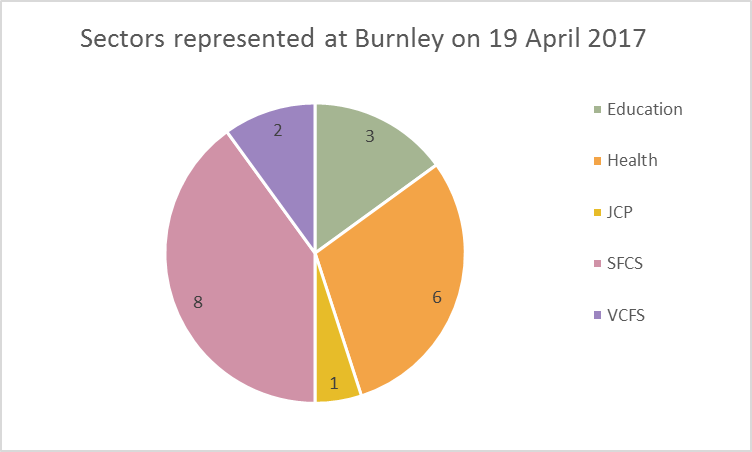 Sectors represented at Burnley on 19 April 2017
2
3
Education
Health
JCP
SFCS
VCFS
8
6
1